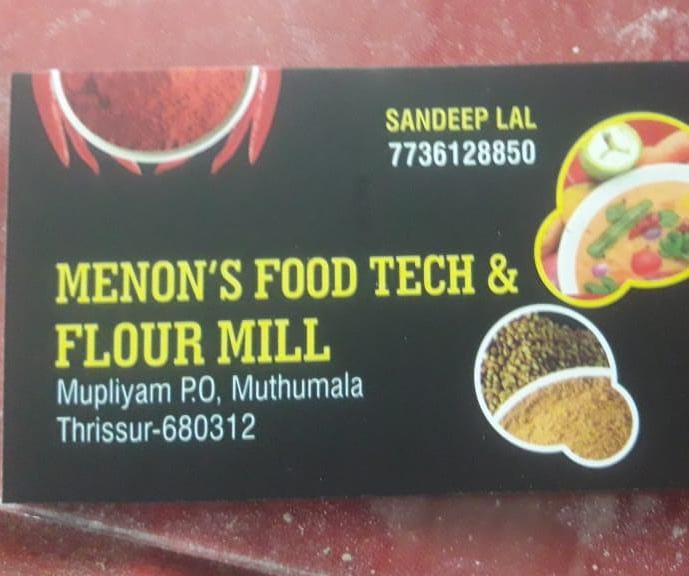 SANDEEP LAL
7736128850
MENON'S FOOD TECH &
FLOUR MILL
Mupliyam P.O, Muthumala
Thrissur-680312